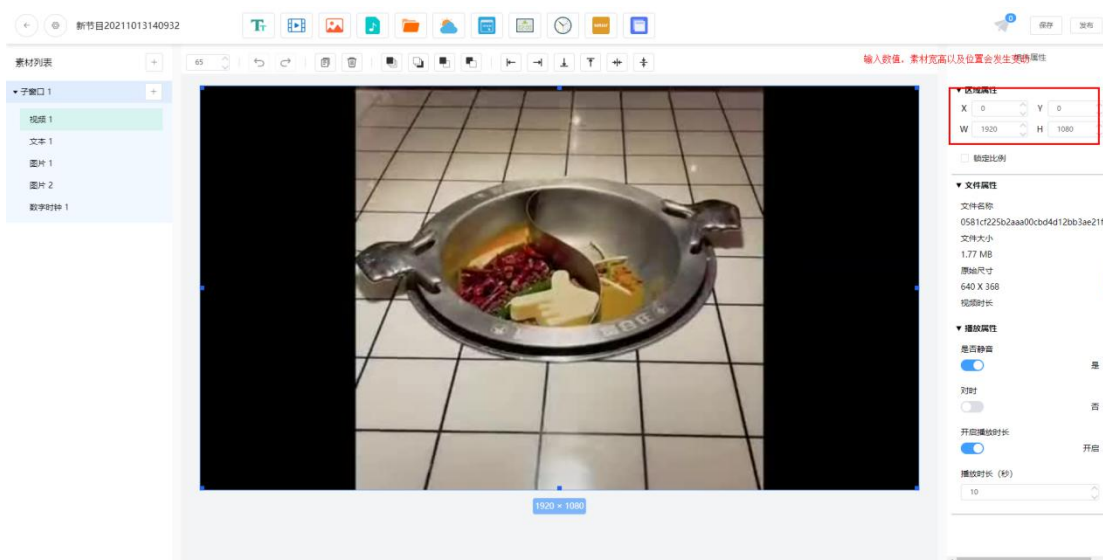 新节目20211013140932
保存
发布
素材列表
65
输入数值、素材宽高以及位置会发生变动
属性
子窗口 1
视频 1
文本 1
图片 1
图片 2
数字时钟 1
区域属性
X 0 Y 0
W 1920 H 1080
锁定比例
文件属性
文件名称
0581cf225b2aaa00cbd4d12bb3ae21f
文件大小
1.77 MB
原始尺寸
640 X 368
视频时长
播放属性
是否静音
是
对时
否
开启播放时长
开启
播放时长（秒）
10
1920 × 1080